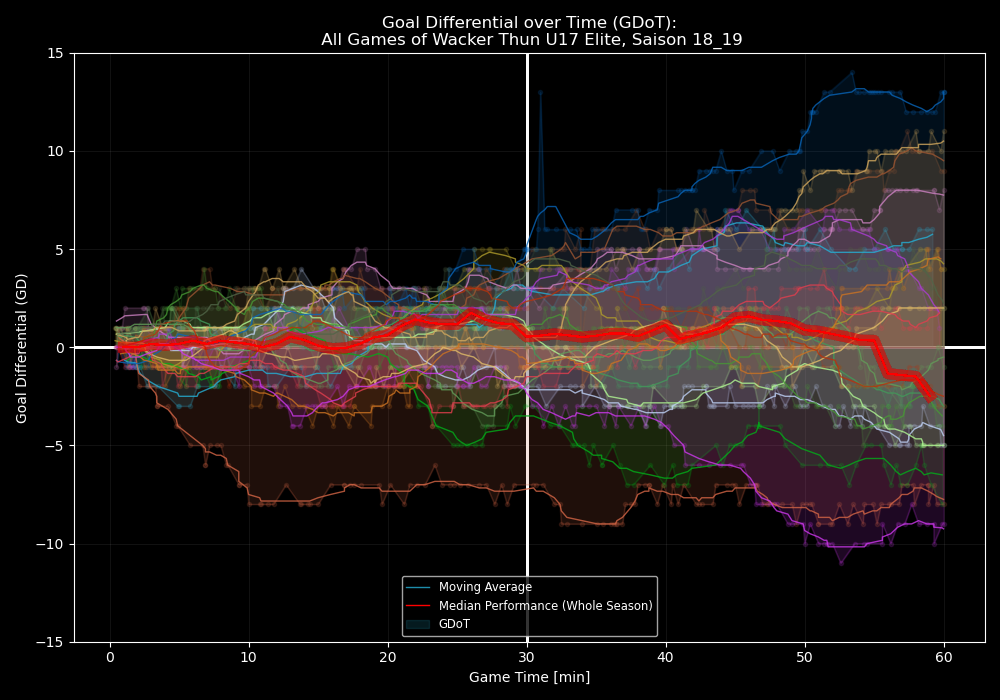 Goal Differential over Time (GDoT):
All Games of Wacker Thun U17 Elite, Saison 18_19
Goal Differential (GD)
15
10
5
0
−5
−10
−15
Moving Average
Median Performance (Whole Season)
GDoT
0 10 20 30 40 50 60
Game Time [min]